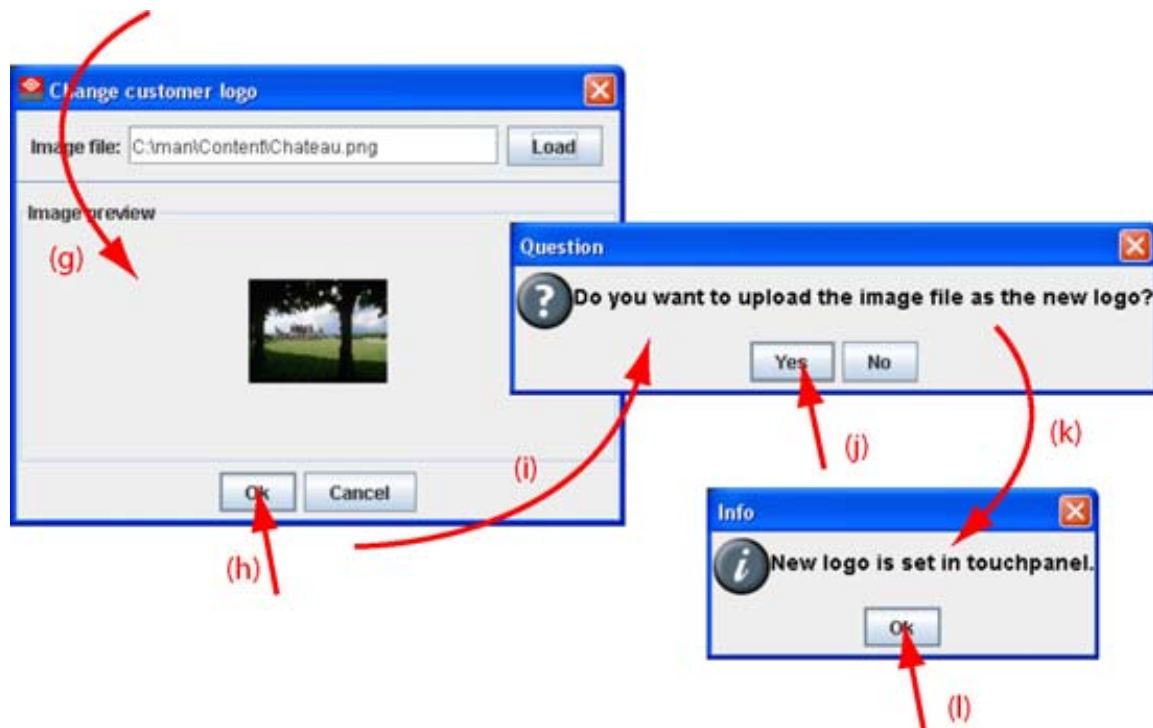 Change customer logo
Image file: C:\man\Content\Chateau.png Load
Image preview
(g)
Question
Do you want to upload the image file as the new logo?
Yes No
(j)
(k)
(i)
Ok Cancel
(h)
Info
New logo is set in touchpanel.
Ok
(l)